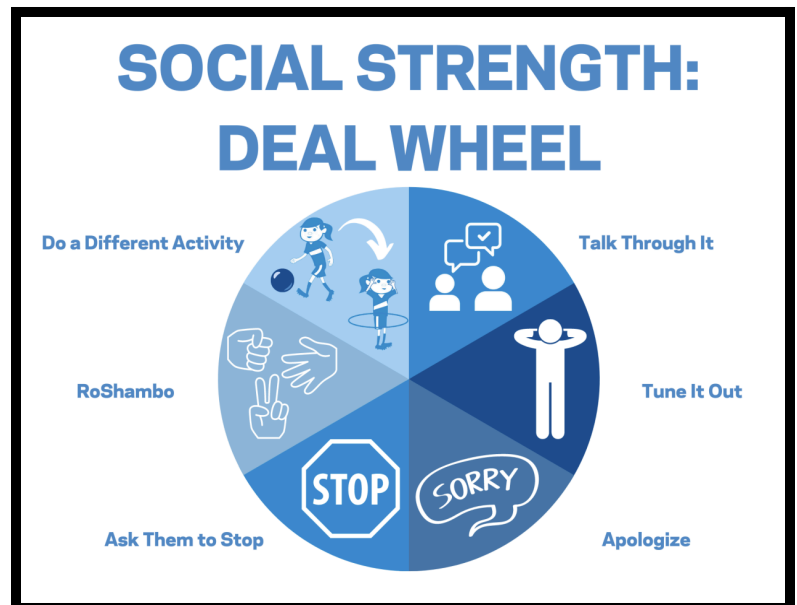 SOCIAL STRENGTH:
DEAL WHEEL
Do a Different Activity
Talk Through It
RoShambo
Tune It Out
STOP
SORRY
Ask Them to Stop
Apologize